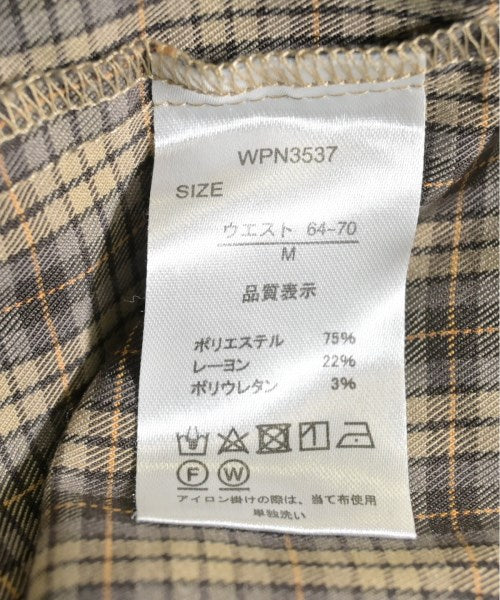 WPN3537
SIZE
ウエスト 64~70
M
品質表示
ポリエステル 75%
レーヨン 22%
ポリウレタン 3%
F W
アイロン掛けの際は、当て布使用
単独洗い